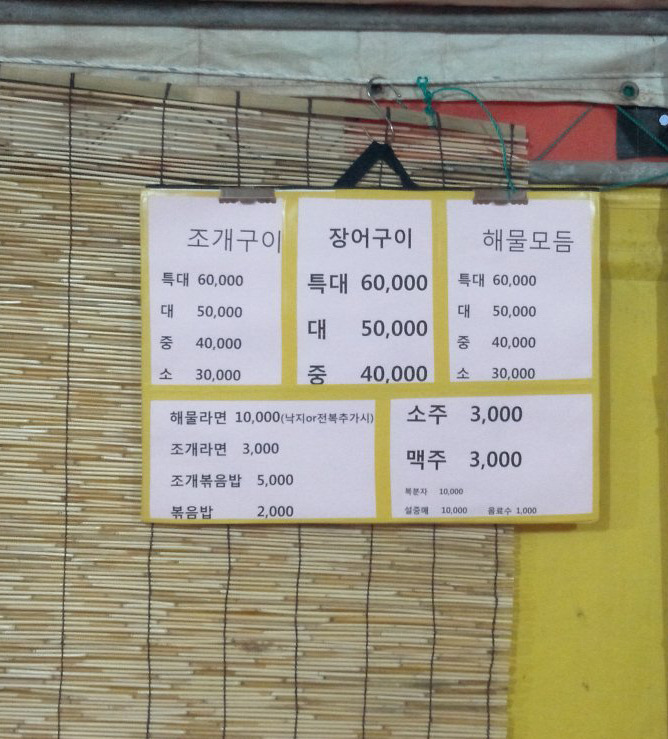 조개구이
특대 60,000
대 50,000
중 40,000
소 30,000
장어구이
특대 60,000
대 50,000
중 40,000
해물모듬
특대 60,000
대 50,000
중 40,000
소 30,000
해물라면 10,000(낙지or전복추가시)
조개라면 3,000
조개볶음밥 5,000
볶음밥 2,000
소주 3,000
맥주 3,000
복분자 10,000
설중매 10,000 음료수 1,000